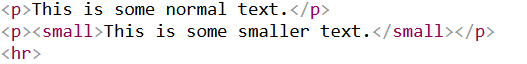 <p>This is some normal text.</p>
<p><small>This is some smaller text.</small></p>
<hr>